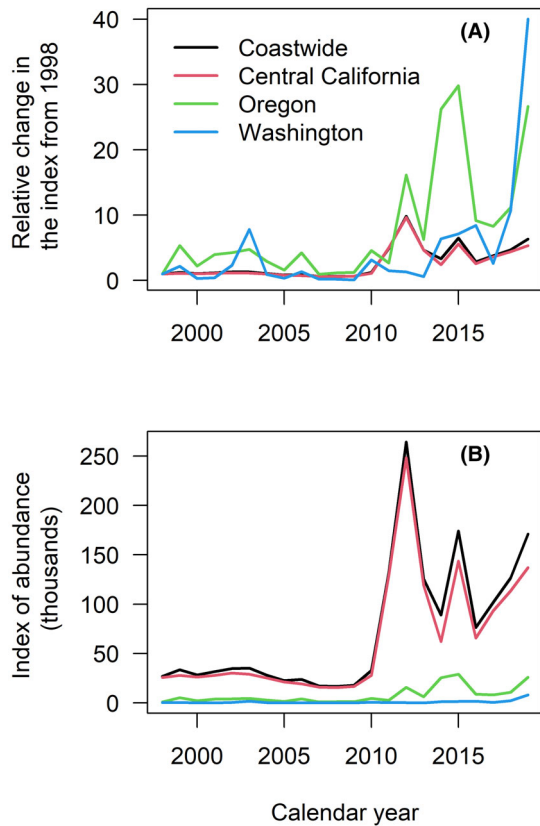 (A)
Coastwide
Central California
Oregon
Washington
Relative change in
the index from 1998
40
30
20
10
0
2000 2005 2010 2015
(B)
Index of abundance
(thousands)
250
200
150
100
50
0
2000 2005 2010 2015
Calendar year